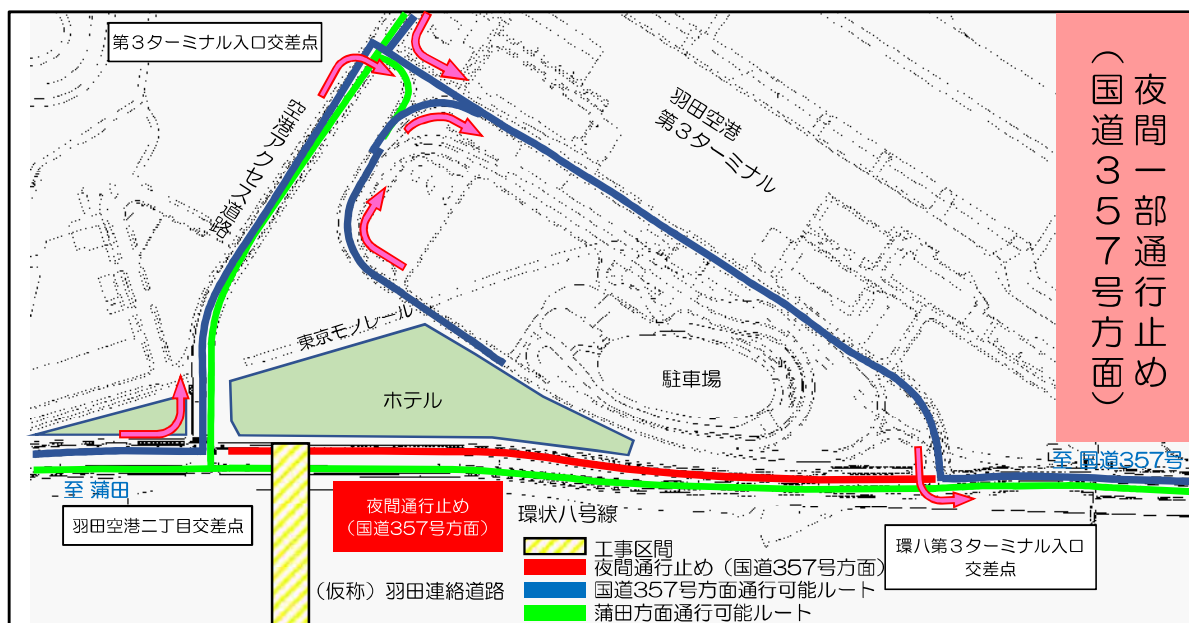 夜間一部通行止め
（国道３５７号方面）
第３ターミナル入口交差点
羽田空港
第３ターミナル
空港アクセス道路
東京モノレール
ホテル
駐車場
至 蒲田
至 国道357号
羽田空港二丁目交差点
夜間通行止め
（国道357号方面）
環状八号線
環八第３ターミナル入口
交差点
（仮称）羽田連絡道路
工事区間
夜間通行止め（国道357号方面）
国道357号方面通行可能ルート
蒲田方面通行可能ルート